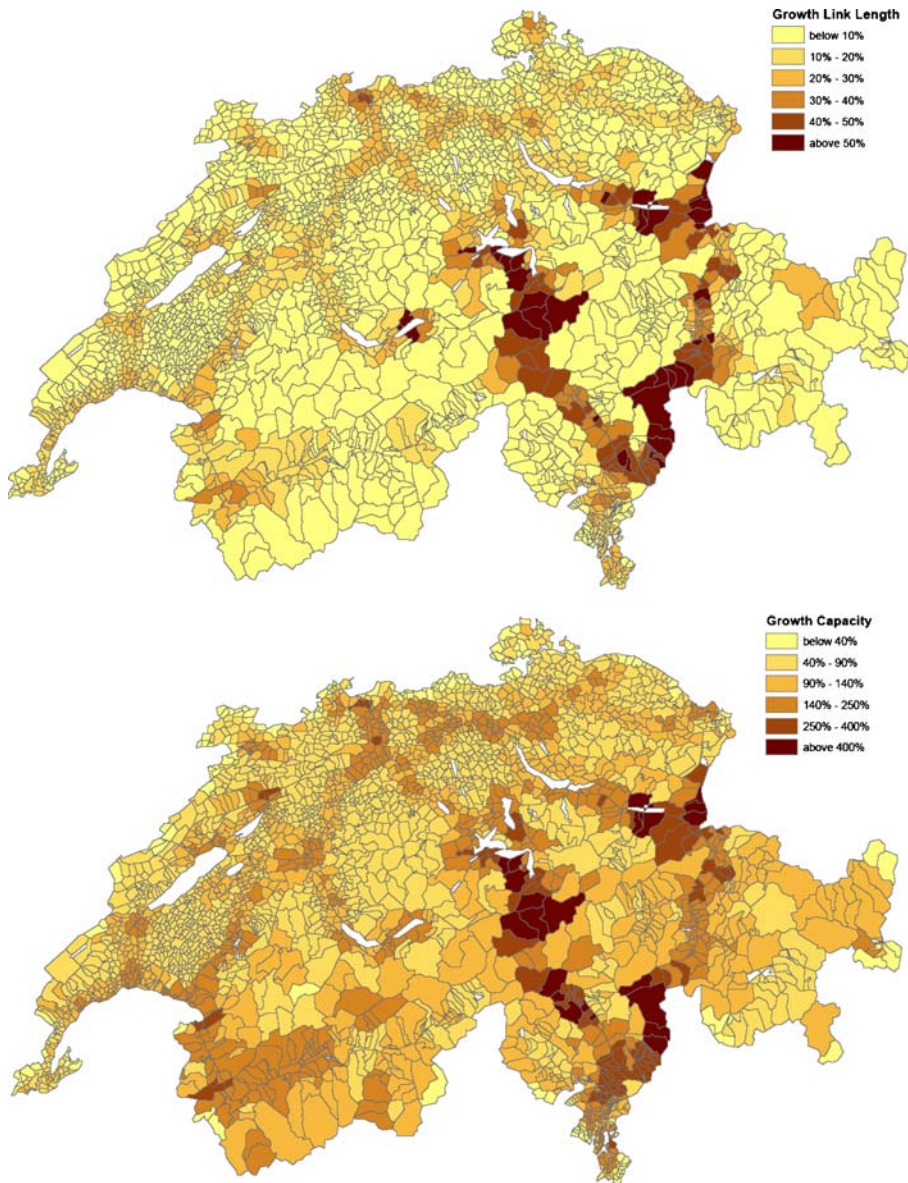 Growth Link Length
below 10%
10% - 20%
20% - 30%
30% - 40%
40% - 50%
above 50%
Growth Capacity
below 40%
40% - 90%
90% - 140%
140% - 250%
250% - 400%
above 400%